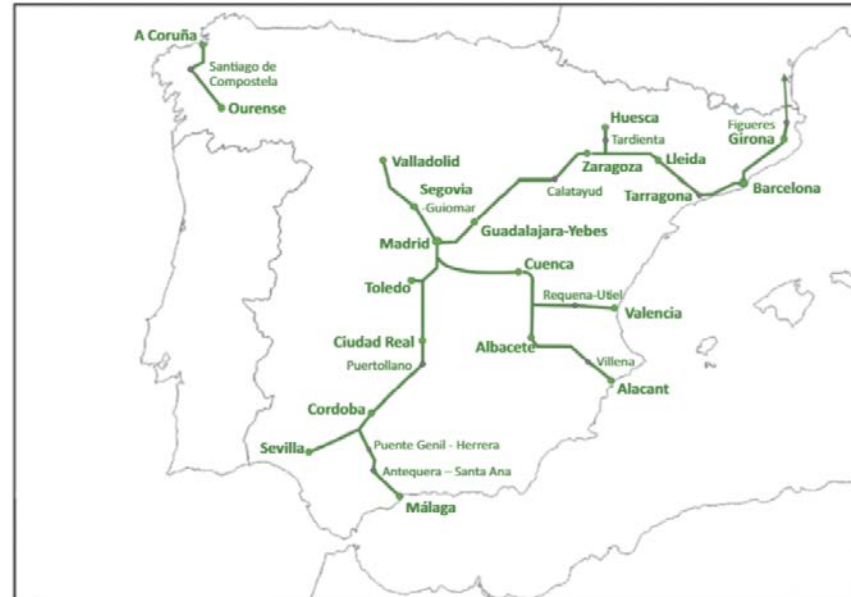 A Coruña
Santiago de
Compostela
Ourense
Huesca
Tardienta
Figueres
Girona
Valladolid
Zaragoza
Lleida
Segovia
-Guiomar
Calatayud
Tarragona
Barcelona
Guadalajara-Yebes
Madrid
Cuenca
Toledo
Requena-Utiel
Valencia
Ciudad Real
Albacete
Puertollano
Villena
Alacant
Cordoba
Sevilla
Puente Genil - Herrera
Antequera – Santa Ana
Málaga